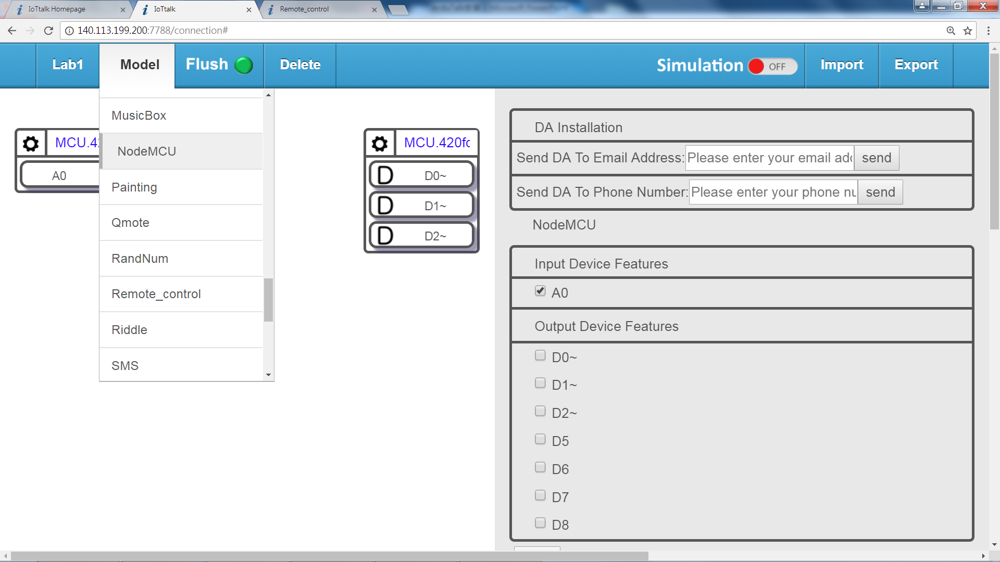 IoTtalk Homepage
IoTtalk
Remote_control
140.113.199.200:7788/connection#
Lab1
Model
Flush
Delete
Simulation
OFF
Import
Export
MusicBox
NodeMCU
Painting
Qmote
RandNum
Remote_control
Riddle
SMS
MCU.42
A0
MCU.420fc
D D0~
D D1~
D D2~
DA Installation
Send DA To Email Address: Please enter your email add send
Send DA To Phone Number: Please enter your phone nu send
NodeMCU
Input Device Features
A0
Output Device Features
D0~
D1~
D2~
D5
D6
D7
D8